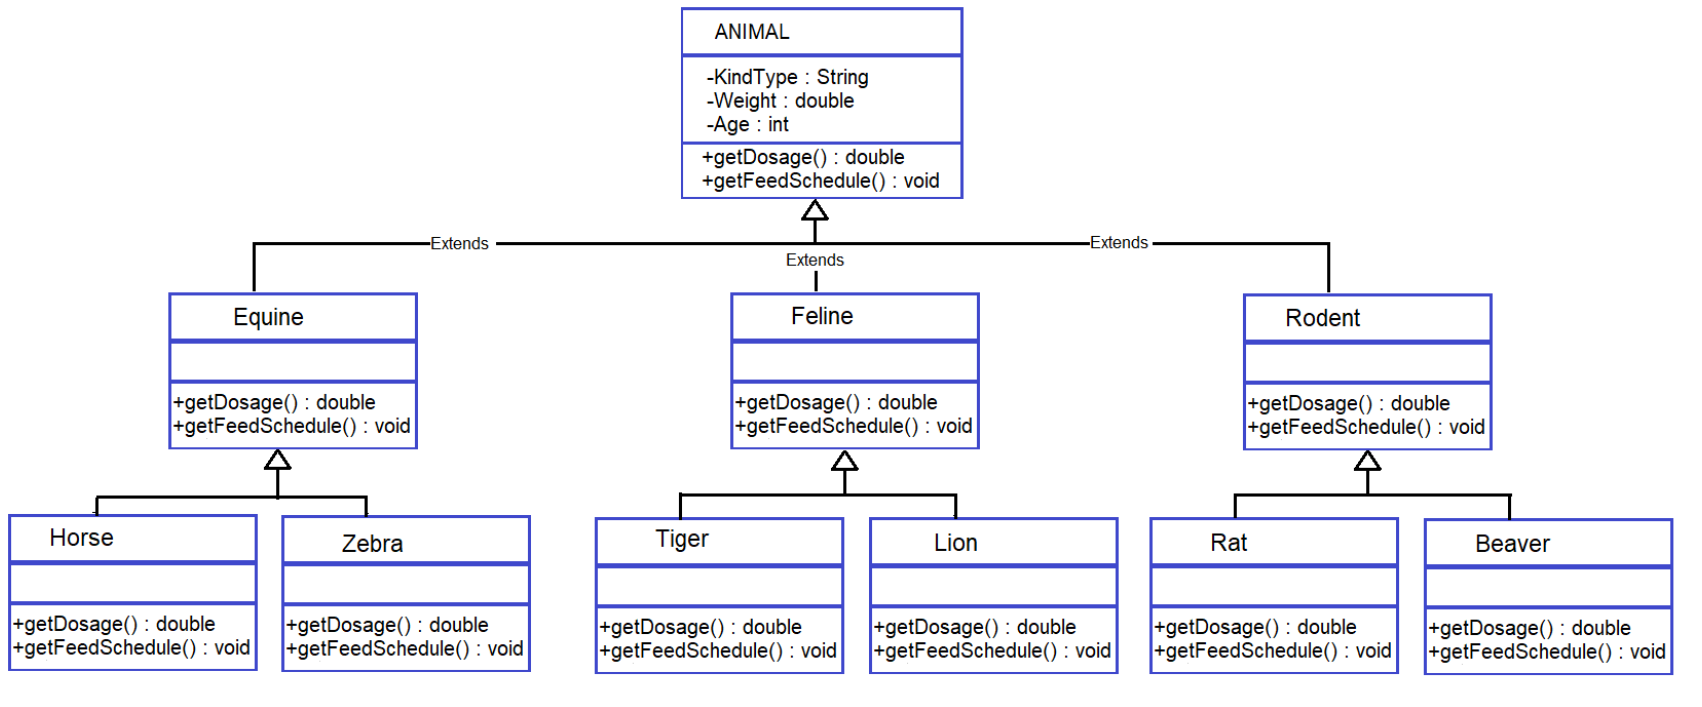 ANIMAL
-KindType : String
-Weight : double
-Age : int
+getDosage() : double
+getFeedSchedule() : void
Extends
Extends
Extends
Equine
+getDosage() : double
+getFeedSchedule() : void
Feline
+getDosage() : double
+getFeedSchedule() : void
Rodent
+getDosage() : double
+getFeedSchedule() : void
Horse
+getDosage() : double
+getFeedSchedule() : void
Zebra
+getDosage() : double
+getFeedSchedule() : void
Tiger
+getDosage() : double
+getFeedSchedule() : void
Lion
+getDosage() : double
+getFeedSchedule() : void
Rat
+getDosage() : double
+getFeedSchedule() : void
Beaver
+getDosage() : double
+getFeedSchedule() : void